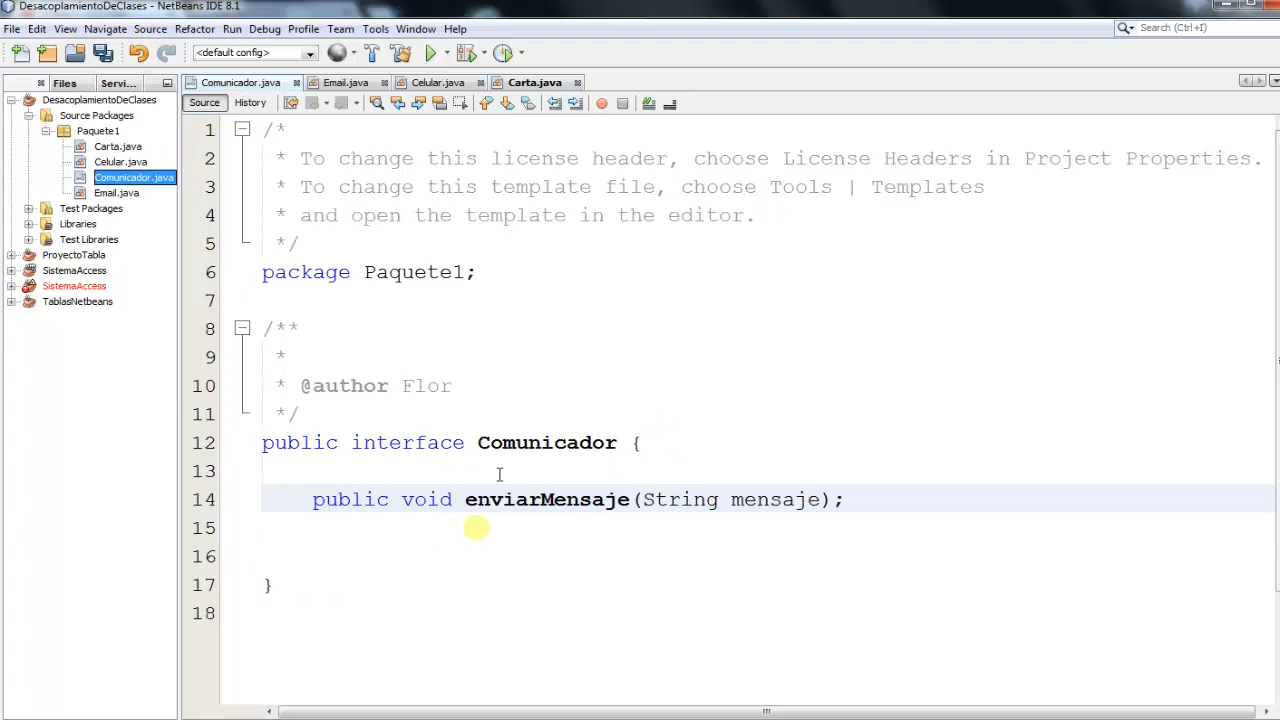 DesacoplamientoDeClases - NetBeans IDE 8.1
File Edit View Navigate Source Refactor Run Debug Profile Team Tools Window Help
Search (Ctrl+I)
<default config>
Files Servi...
Comunicador.java Email.java Celular.java Carta.java
DesacoplamientoDeClases
Source Packages
Paquete1
Carta.java
Celular.java
Comunicador.java
Email.java
Test Packages
Libraries
Test Libraries
ProyectoTabla
SistemaAccess
SistemaAccess
TablasNetbeans
Source History
1 /*
2 * To change this license header, choose License Headers in Project Properties.
3 * To change this template file, choose Tools | Templates
4 * and open the template in the editor.
5 */
6 package Paquete1;
7
8 /**
9 *
10 * @author Flor
11 */
12 public interface Comunicador {
13
14 public void enviarMensaje(String mensaje);
15
16
17 }
18